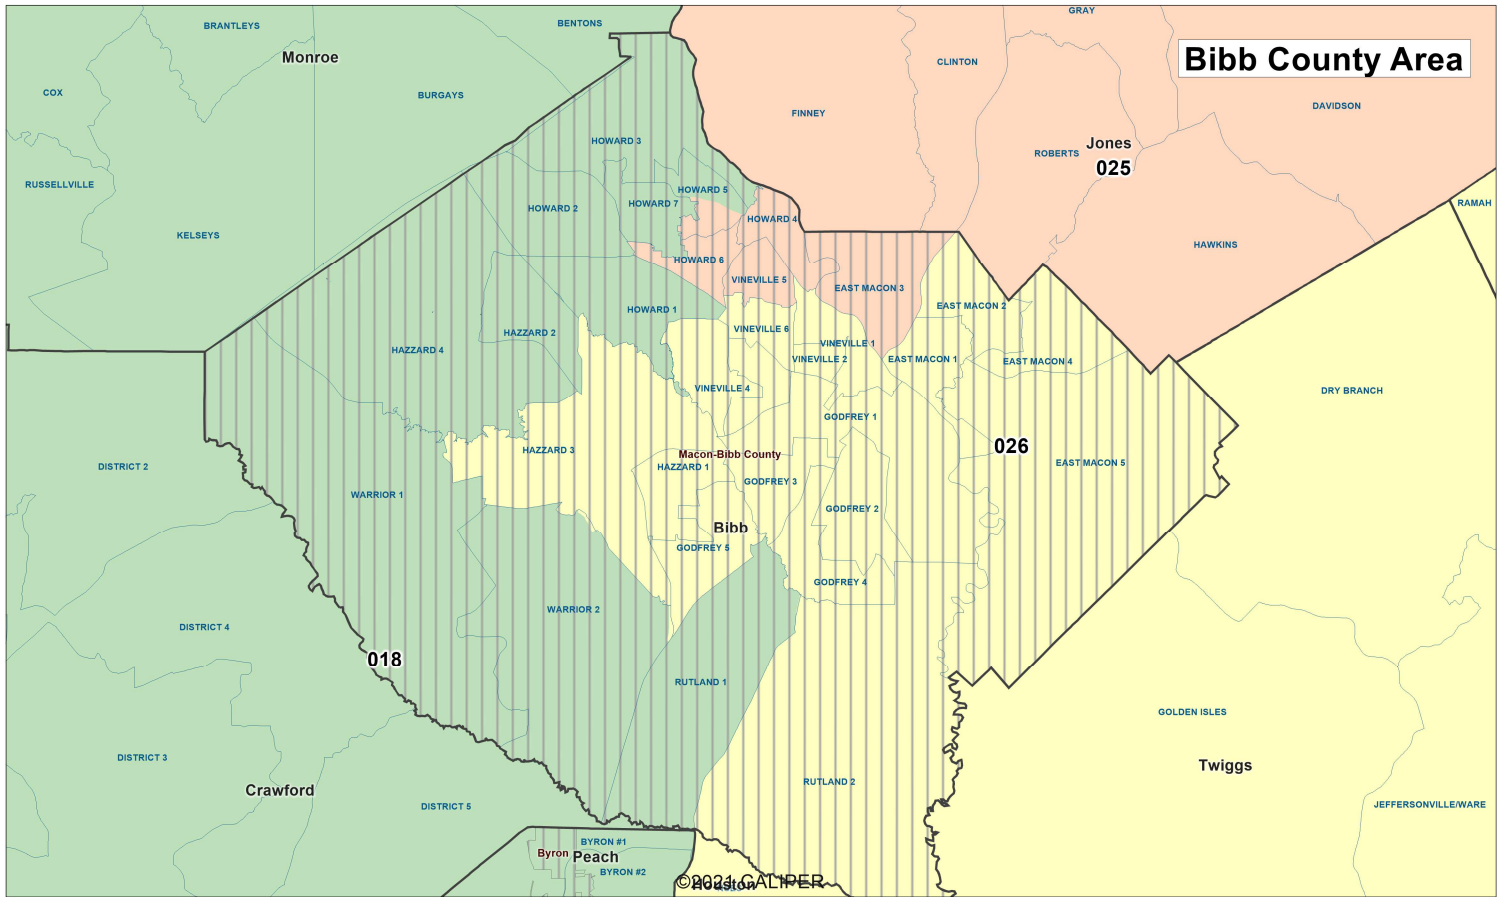 GRAY
BRANTLEYS
BENTONS
Bibb County Area
Monroe
CLINTON
COX
BURGAYS
DAVIDSON
FINNEY
HOWARD 3
Jones
ROBERTS
025
RUSSELLVILLE
HOWARD 5
HOWARD 7
RAMAH
HOWARD 2
HOWARD 4
KELSEYS
HAWKINS
HOWARD 6
VINEVILLE 5
EAST MACON 3
EAST MACON 2
HOWARD 1
VINEVILLE 6
HAZZARD 2
VINEVILLE 1
HAZZARD 4
VINEVILLE 2
EAST MACON 1
EAST MACON 4
VINEVILLE 4
DRY BRANCH
GODFREY 1
026
HAZZARD 3
Macon-Bibb County
HAZZARD 1
EAST MACON 5
DISTRICT 2
GODFREY 3
WARRIOR 1
GODFREY 2
Bibb
GODFREY 5
GODFREY 4
WARRIOR 2
DISTRICT 4
018
RUTLAND 1
GOLDEN ISLES
DISTRICT 3
Twiggs
RUTLAND 2
Crawford
DISTRICT 5
JEFFERSONVILLE/WARE
BYRON #1
Byron
Peach
BYRON #2
©2021 CALIPER
Houston